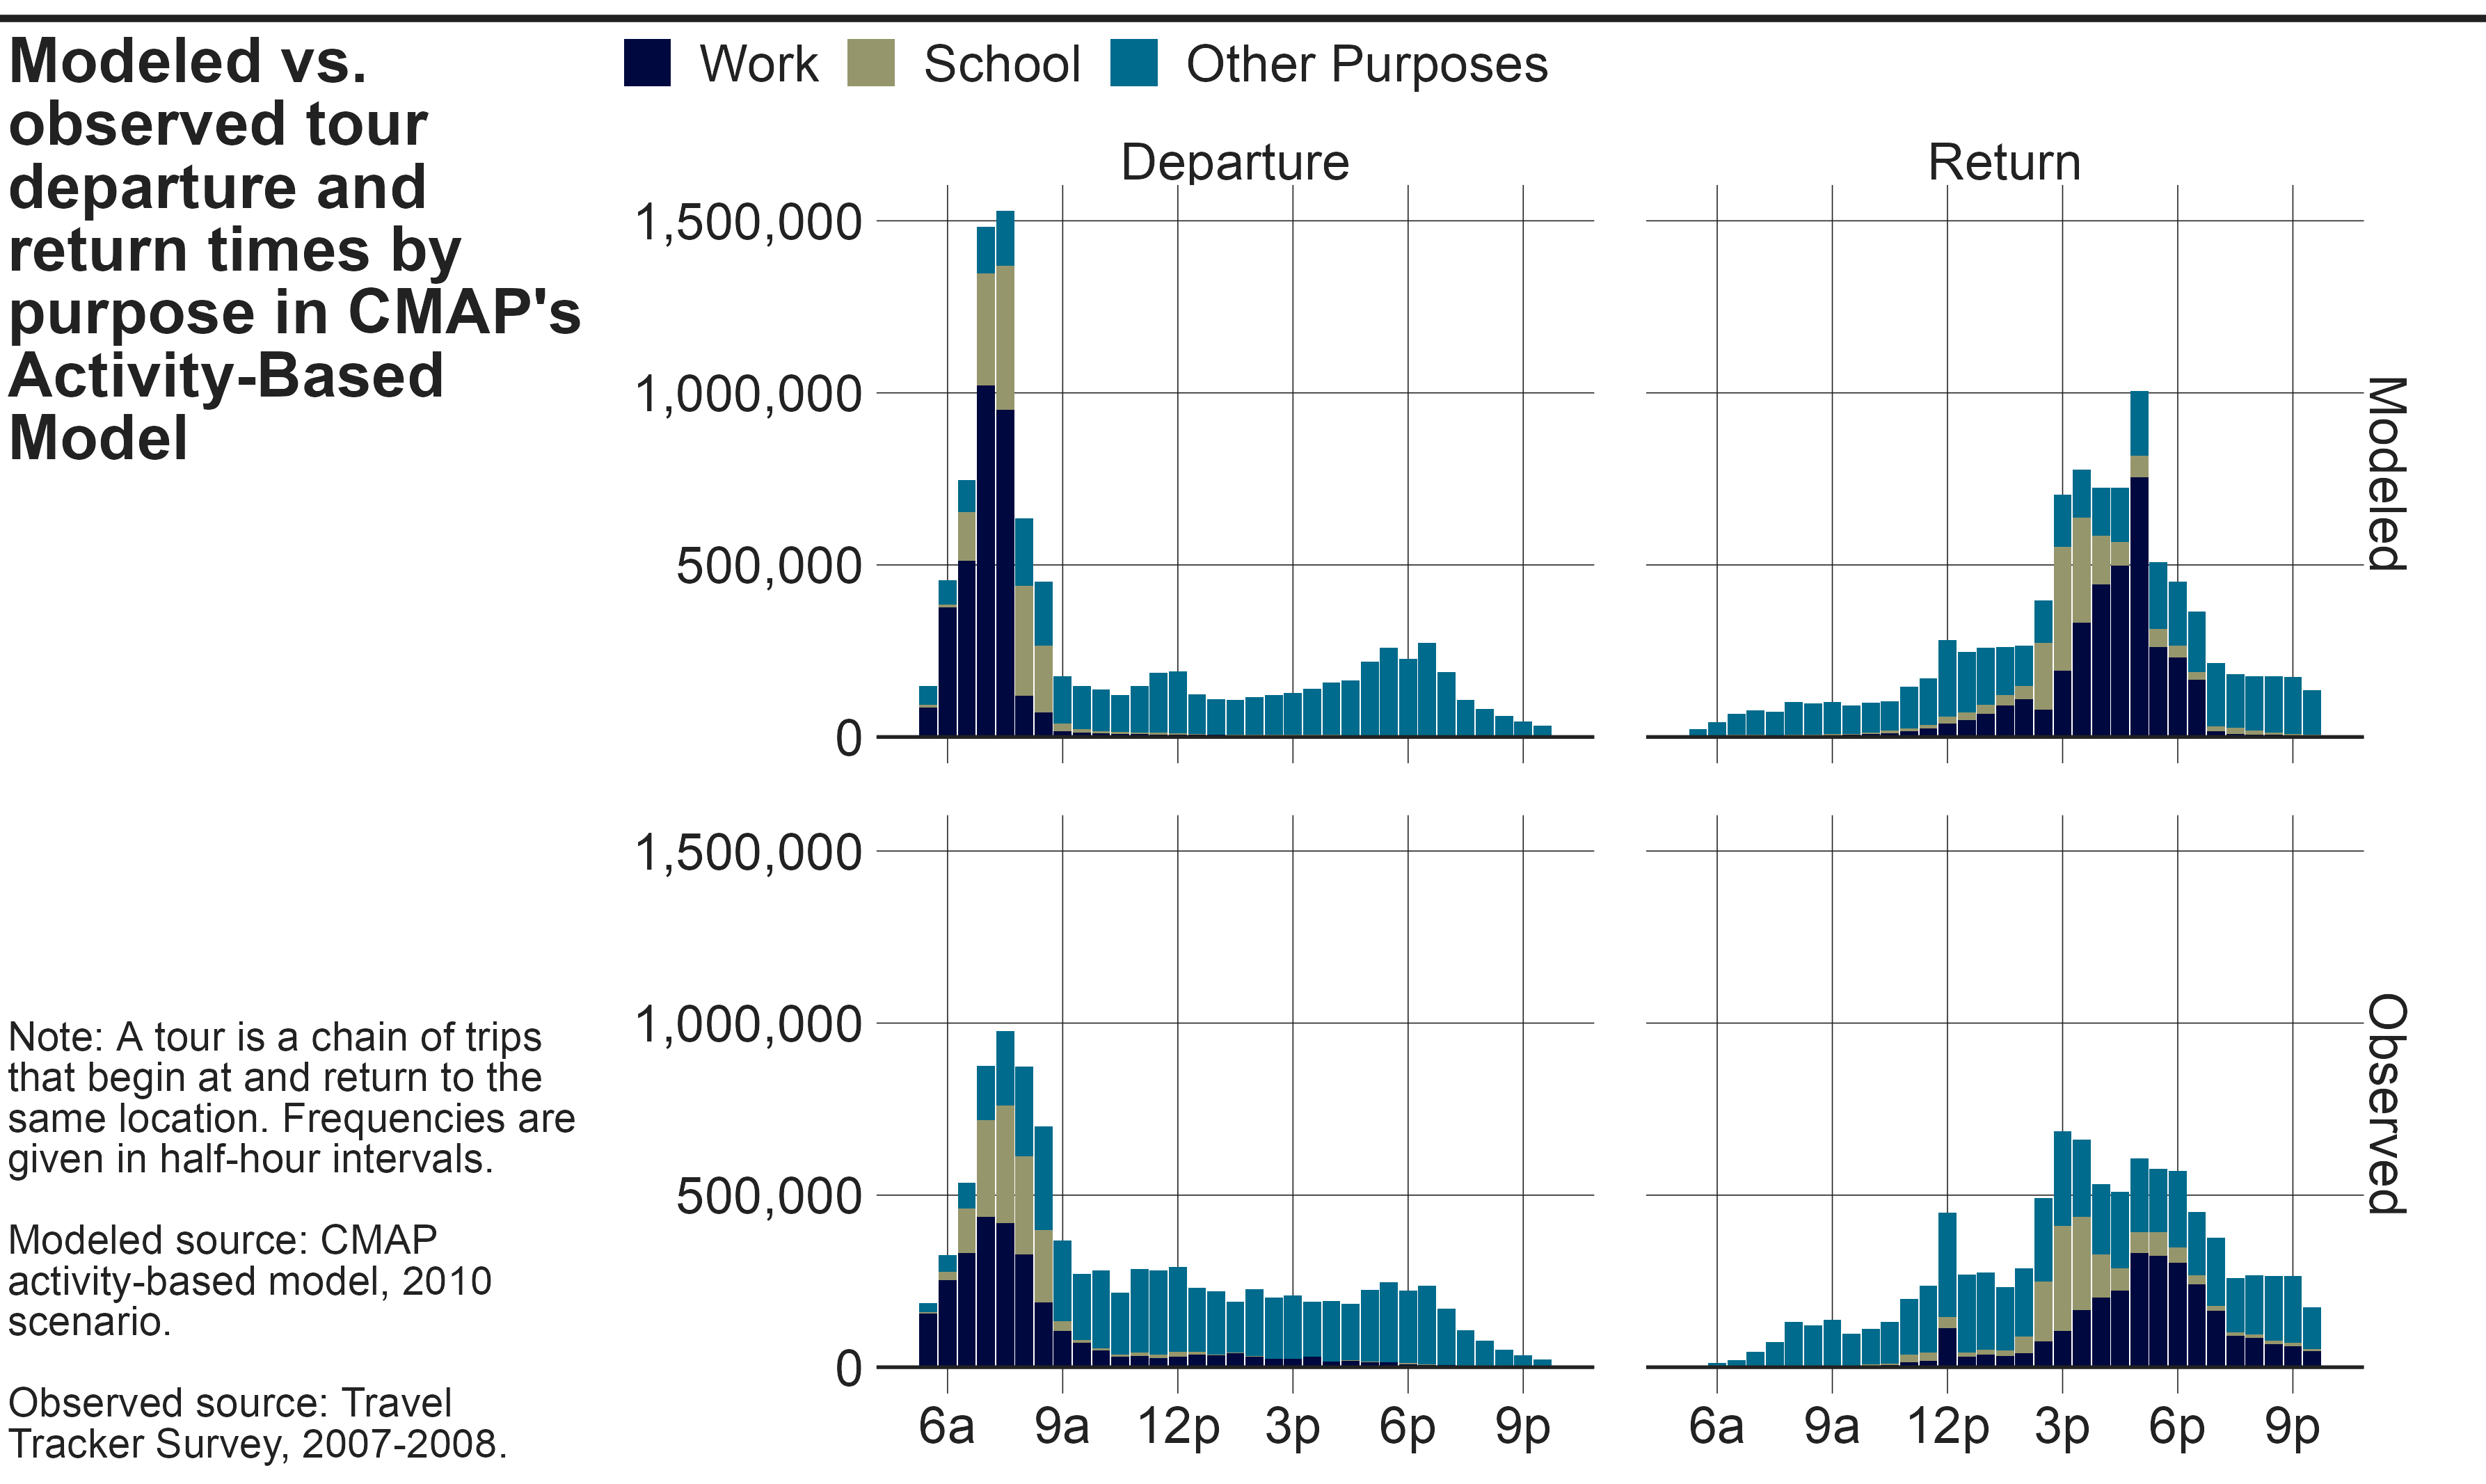 Modeled vs.
observed tour
departure and
return times by
purpose in CMAP's
Activity-Based
Model
Work School Other Purposes
Departure Return
1,500,000
1,000,000
500,000
0
Modeled
1,500,000
1,000,000
500,000
0
Observed
6a 9a 12p 3p 6p 9p 6a 9a 12p 3p 6p 9p
Note: A tour is a chain of trips
that begin at and return to the
same location. Frequencies are
given in half-hour intervals.
Modeled source: CMAP
activity-based model, 2010
scenario.
Observed source: Travel
Tracker Survey, 2007-2008.